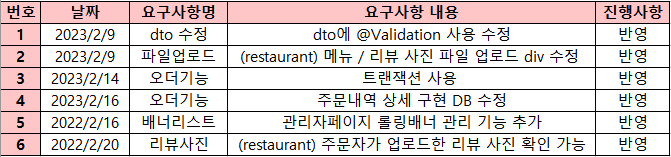 번호 날짜 요구사항명 요구사항 내용 진행사항
1 2023/2/9 dto 수정 dto에 @Validation 사용 수정 반영
2 2023/2/9 파일업로드 (restaurant) 메뉴 / 리뷰 사진 파일 업로드 div 수정 반영
3 2023/2/14 오더기능 트랜잭션 사용 반영
4 2023/2/16 오더기능 주문내역 상세 구현 DB 수정 반영
5 2022/2/16 배너리스트 관리자페이지 롤링배너 관리 기능 추가 반영
6 2022/2/20 리뷰사진 (restaurant) 주문자가 업로드한 리뷰 사진 확인 가능 반영